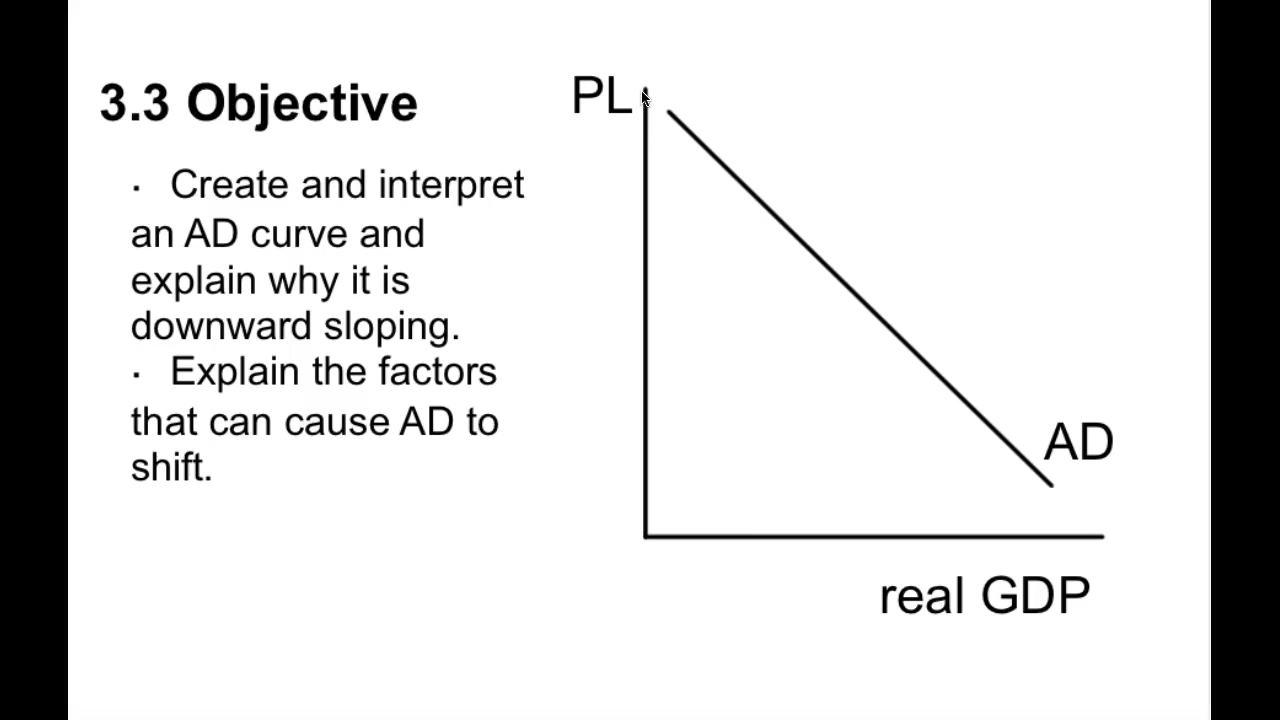 3.3 Objective
· Create and interpret
an AD curve and
explain why it is
downward sloping.
· Explain the factors
that can cause AD to
shift.
PL
AD
real GDP